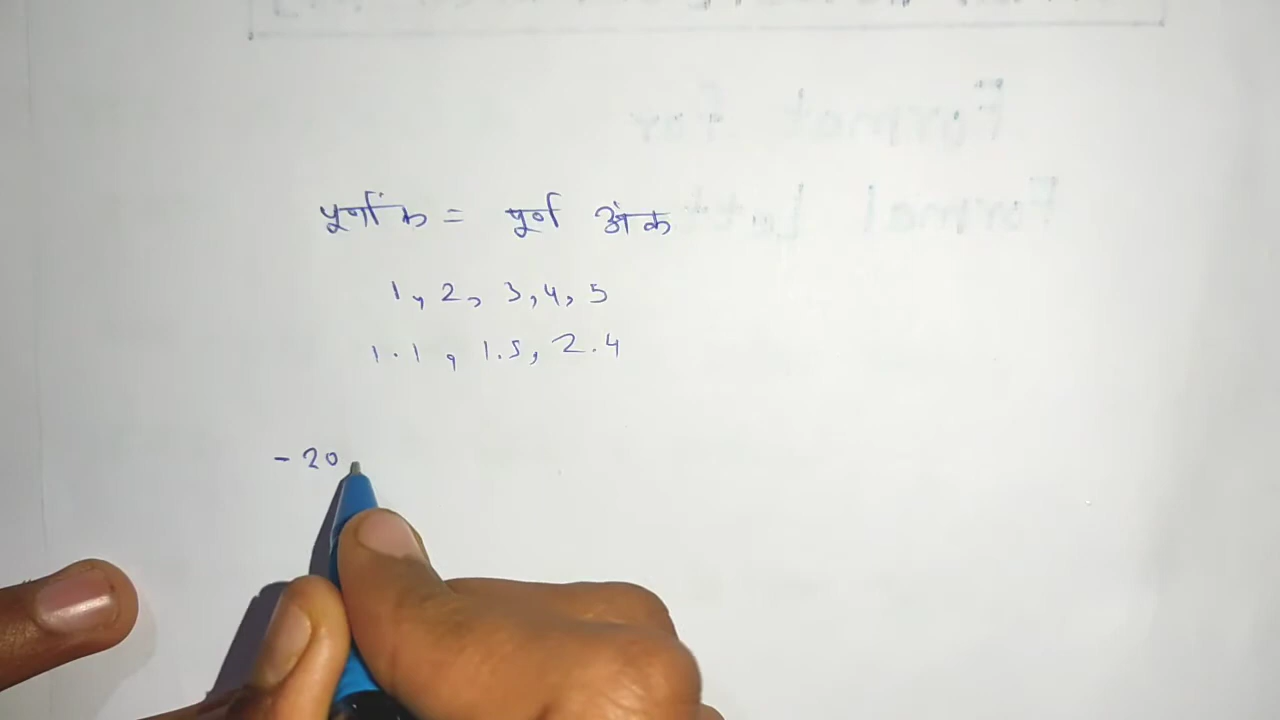 पूर्णांक = पूर्ण अंक
1, 2, 3, 4, 5
1.1, 1.5, 2.4
- 20